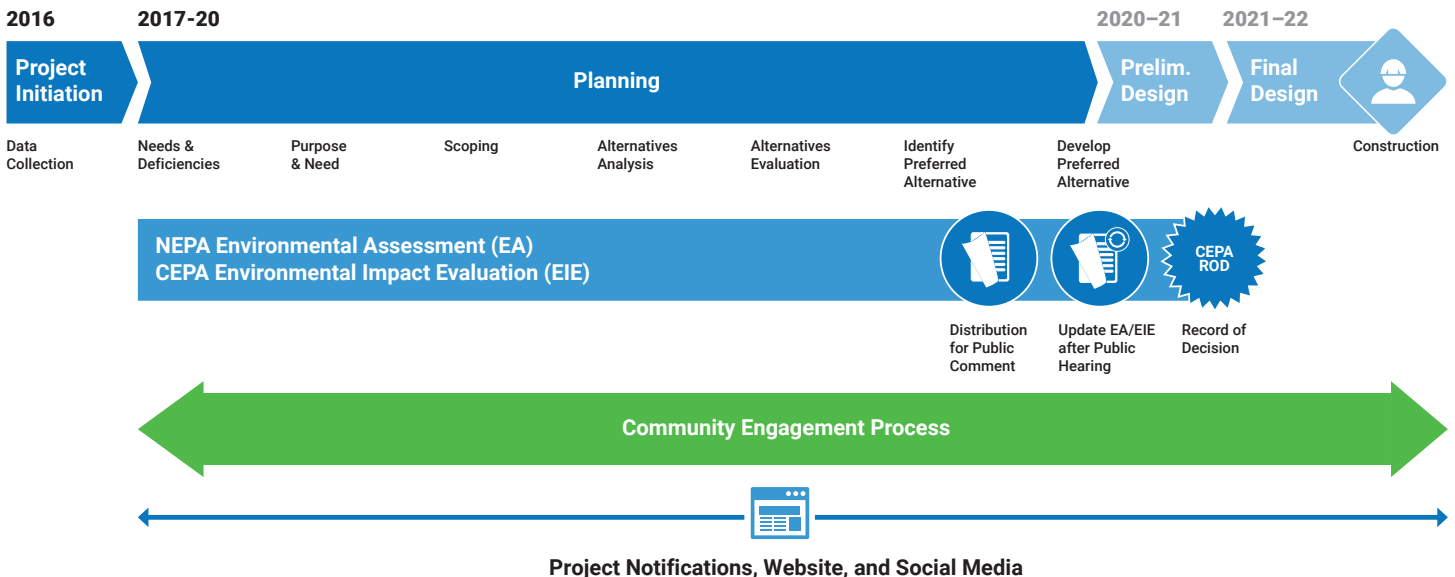 2016
2017-20
2020–21
2021–22
Project
Initiation
Planning
Prelim.
Design
Final
Design
Data
Collection
Needs &
Deficiencies
Purpose
& Need
Scoping
Alternatives
Analysis
Alternatives
Evaluation
Identify
Preferred
Alternative
Develop
Preferred
Alternative
Construction
NEPA Environmental Assessment (EA)
CEPA Environmental Impact Evaluation (EIE)
CEPA
ROD
Distribution
for Public
Comment
Update EA/EIE
after Public
Hearing
Record of
Decision
Community Engagement Process
Project Notifications, Website, and Social Media